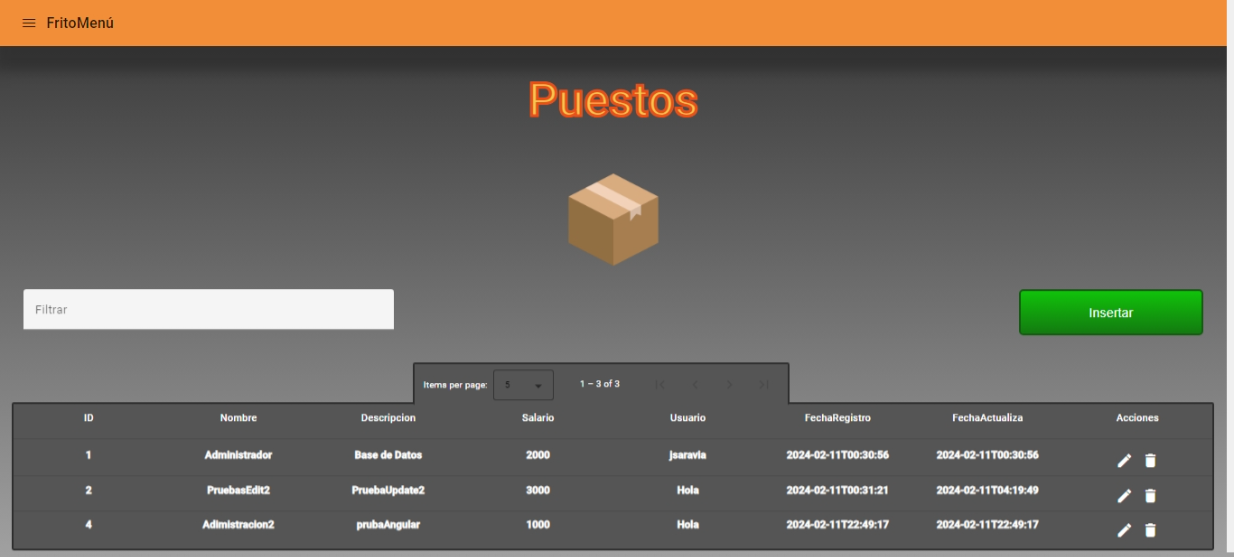 FritoMenú
Puestos
Filtrar
Insertar
Items per page: 5 1 – 3 of 3
ID Nombre Descripcion Salario Usuario FechaRegistro FechaActualiza Acciones
1 Administrador Base de Datos 2000 jsaravia 2024-02-11T00:30:56 2024-02-11T00:30:56
2 PruebasEdit2 PruebaUpdate2 3000 Hola 2024-02-11T00:31:21 2024-02-11T04:19:49
4 Adimistracion2 prubaAngular 1000 Hola 2024-02-11T22:49:17 2024-02-11T22:49:17